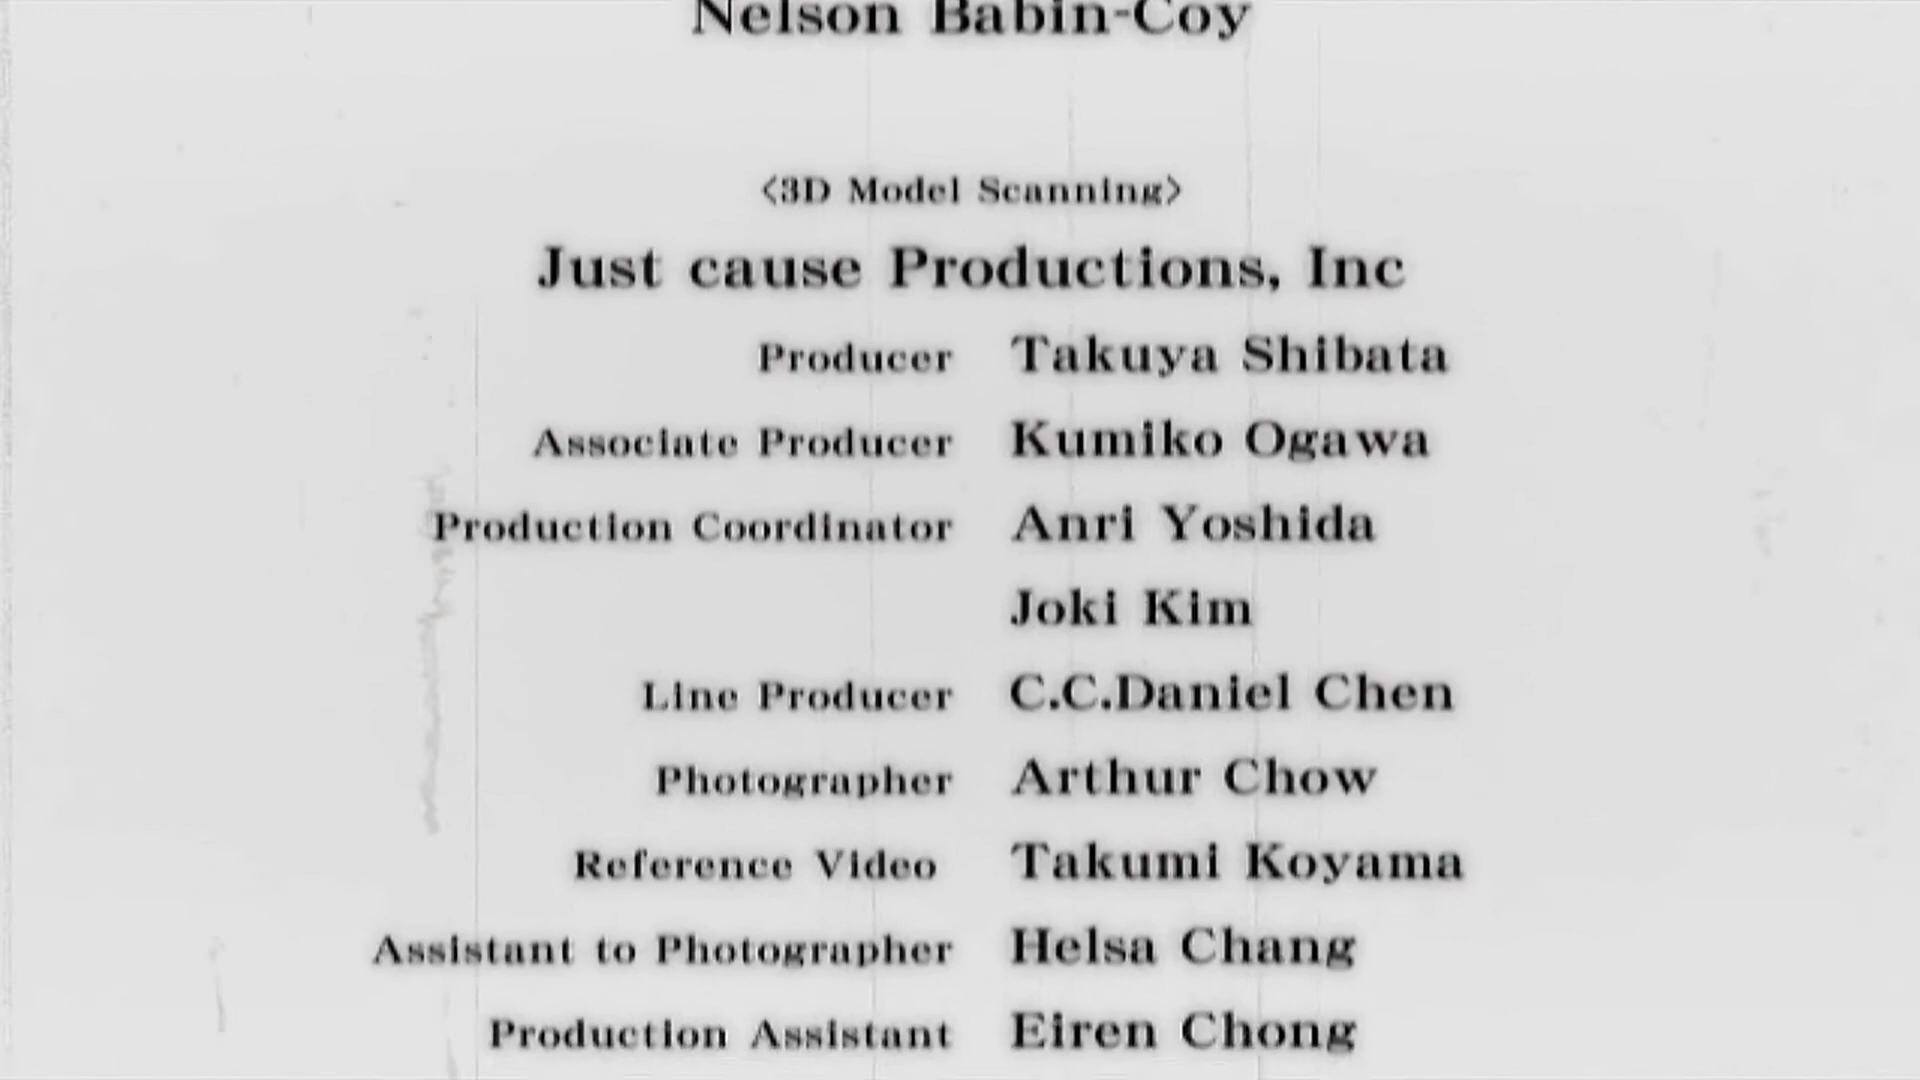 Nelson Babin-Coy
<3D Model Scanning>
Just cause Productions, Inc
Producer Takuya Shibata
Associate Producer Kumiko Ogawa
Production Coordinator Anri Yoshida
Joki Kim
Line Producer C.C.Daniel Chen
Photographer Arthur Chow
Reference Video Takumi Koyama
Assistant to Photographer Helsa Chang
Production Assistant Eiren Chong